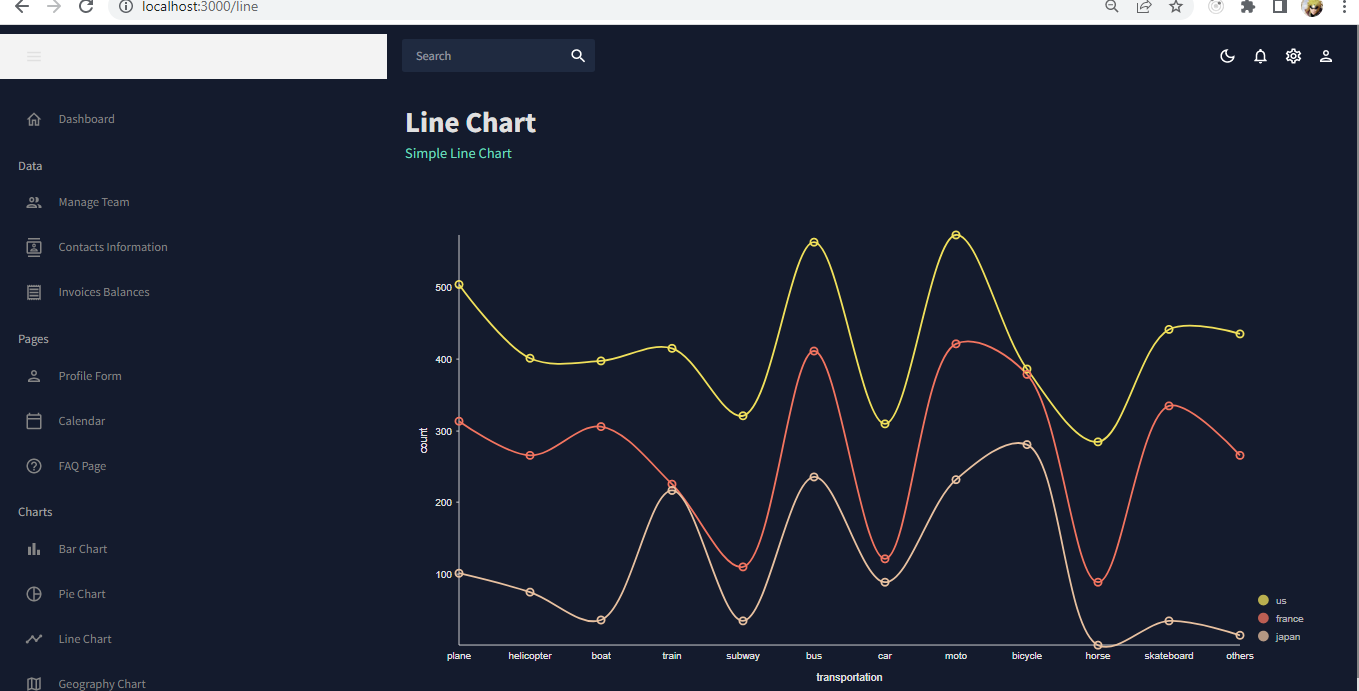 localhost:3000/line
Search
Dashboard
Data
Manage Team
Contacts Information
Invoices Balances
Pages
Profile Form
Calendar
FAQ Page
Charts
Bar Chart
Pie Chart
Line Chart
Geography Chart
Line Chart
Simple Line Chart
500
400
300
200
100
count
plane helicopter boat train subway bus car moto bicycle horse skateboard others
transportation
us
france
japan